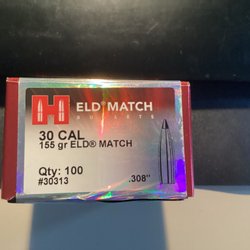 H ELD MATCH
BULLETS
30 CAL
155 gr ELD® MATCH
Qty: 100
#30313
.308"